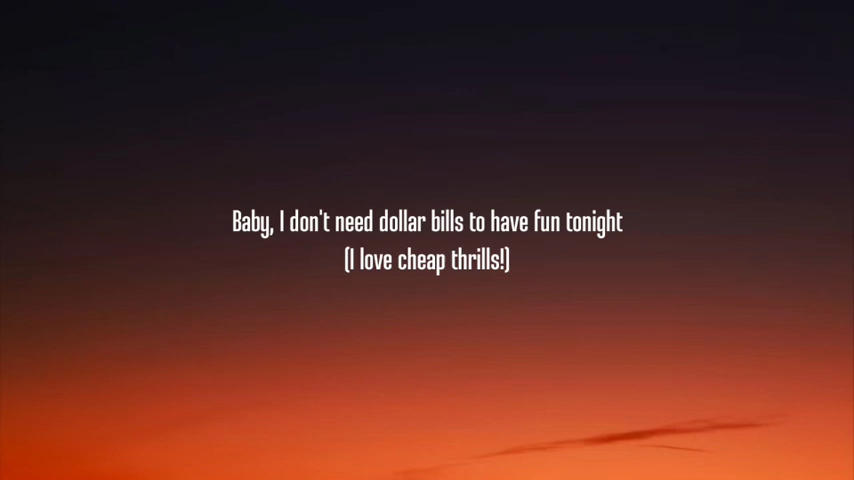 Baby, I don't need dollar bills to have fun tonight
(I love cheap thrills!)